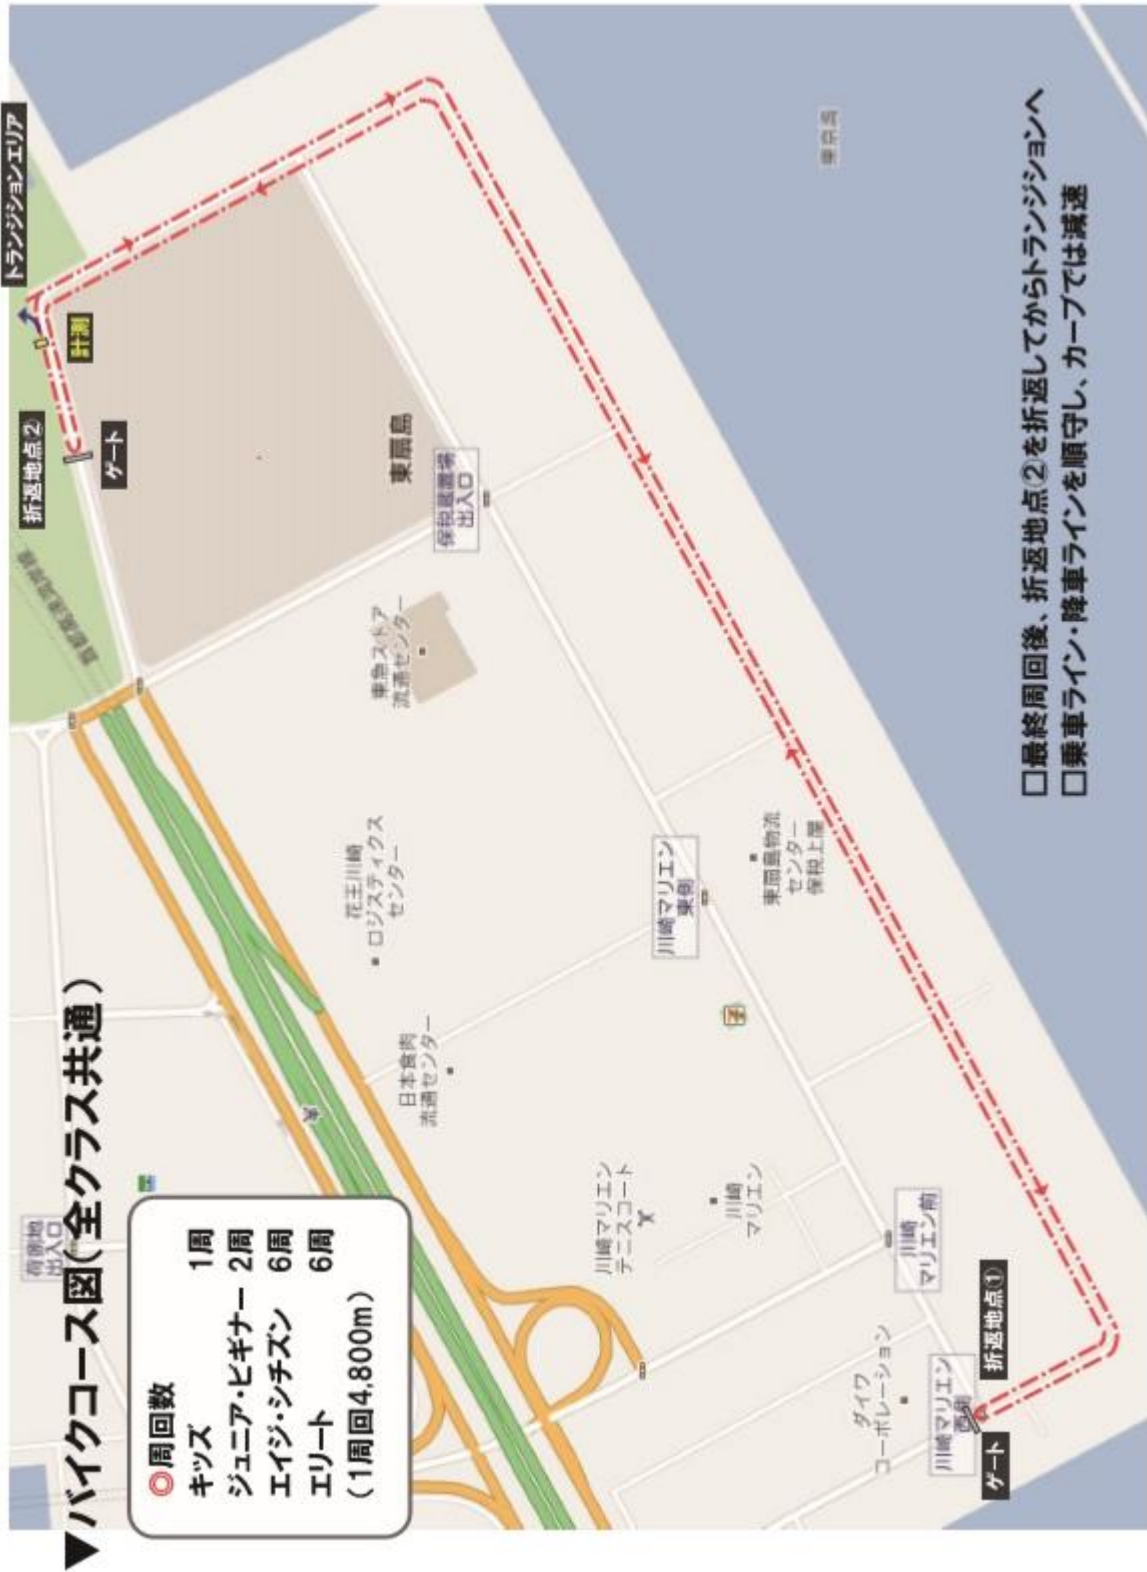 ▼バイクコース図(全クラス共通)
◎周回数
キッズ 1周
ジュニア・ビギナー 2周
エイジ・シチズン 6周
エリート 6周
(1周回4,800m)
荷捌地
出入口
トランジションエリア
計測
折返地点②
ゲート
東扇島
保税蔵置場
出入口
東急ストア
流通センター
花王川崎
ロジスティクス
センター
日本食肉
流通センター
川崎マリエン
東側
東扇島物流
センター
保税上屋
川崎マリエン
テニスコート
川崎
マリエン
川崎
マリエン前
ダイワ
コーポレーション
川崎マリエン
西側
折返地点①
ゲート
東京湾
□最終周回後、折返地点②を折返してからトランジションへ
□乗車ライン・降車ラインを順守し、カーブでは減速